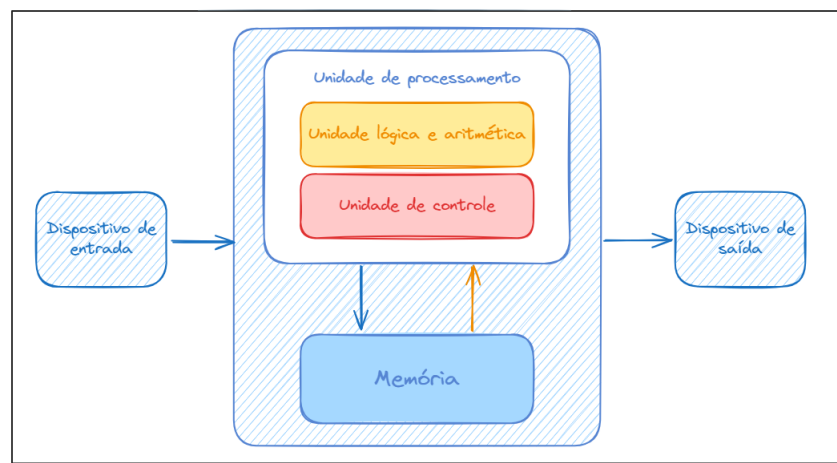 Unidade de processamento
Unidade lógica e aritmética
Unidade de controle
Dispositivo de
entrada
Dispositivo de
saída
Memória